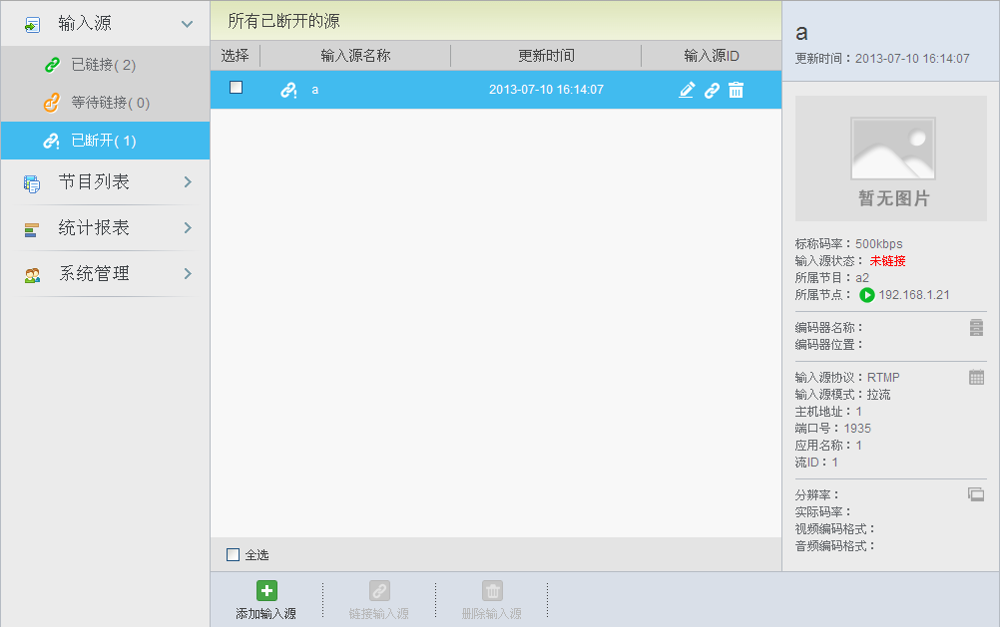 输入源
已链接( 2)
等待链接( 0)
已断开( 1)
节目列表
统计报表
系统管理
所有已断开的源
选择 输入源名称 更新时间 输入源ID
a 2013-07-10 16:14:07
全选
添加输入源 链接输入源 删除输入源
a
更新时间：2013-07-10 16:14:07
暂无图片
标称码率：500kbps
输入源状态：未链接
所属节目：a2
所属节点：192.168.1.21
编码器名称：
编码器位置：
输入源协议：RTMP
输入源模式：拉流
主机地址：1
端口号：1935
应用名称：1
流ID：1
分辨率：
实际码率：
视频编码格式：
音频编码格式：